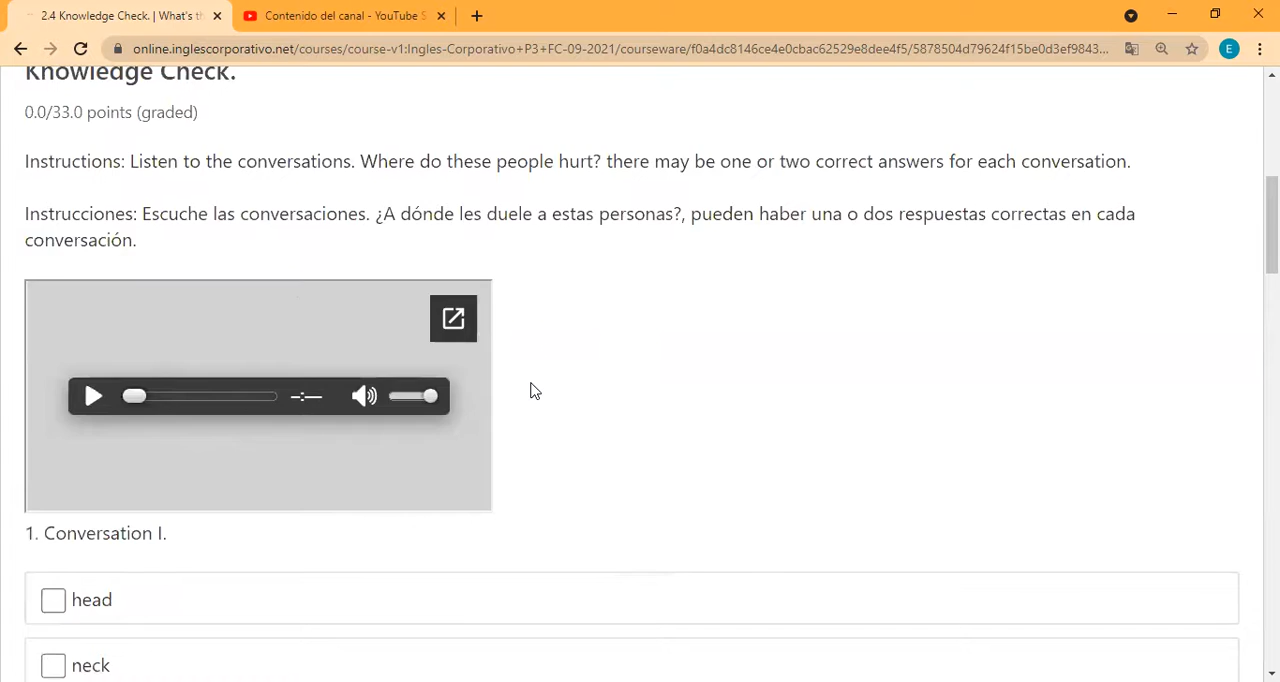 2.4 Knowledge Check. | What's th
Contenido del canal - YouTube S
online.inglescorporativo.net/courses/course-v1:Ingles-Corporativo+P3+FC-09-2021/courseware/f0a4dc8146ce4e0cbac62529e8dee4f5/5878504d79624f15be0d3ef9843...
E
Knowledge Check.
0.0/33.0 points (graded)
Instructions: Listen to the conversations. Where do these people hurt? there may be one or two correct answers for each conversation.
Instrucciones: Escuche las conversaciones. ¿A dónde les duele a estas personas?, pueden haber una o dos respuestas correctas en cada
conversación.
--:--
1. Conversation I.
head
neck